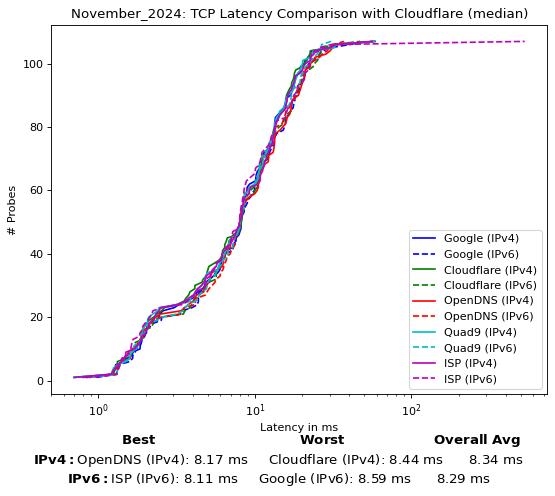 November_2024: TCP Latency Comparison with Cloudflare (median)
# Probes
100
80
60
40
20
0
10⁰
10¹
10²
Latency in ms
Google (IPv4)
Google (IPv6)
Cloudflare (IPv4)
Cloudflare (IPv6)
OpenDNS (IPv4)
OpenDNS (IPv6)
Quad9 (IPv4)
Quad9 (IPv6)
ISP (IPv4)
ISP (IPv6)
Best Worst Overall Avg
IPv4: OpenDNS (IPv4): 8.17 ms Cloudflare (IPv4): 8.44 ms 8.34 ms
IPv6: ISP (IPv6): 8.11 ms Google (IPv6): 8.59 ms 8.29 ms